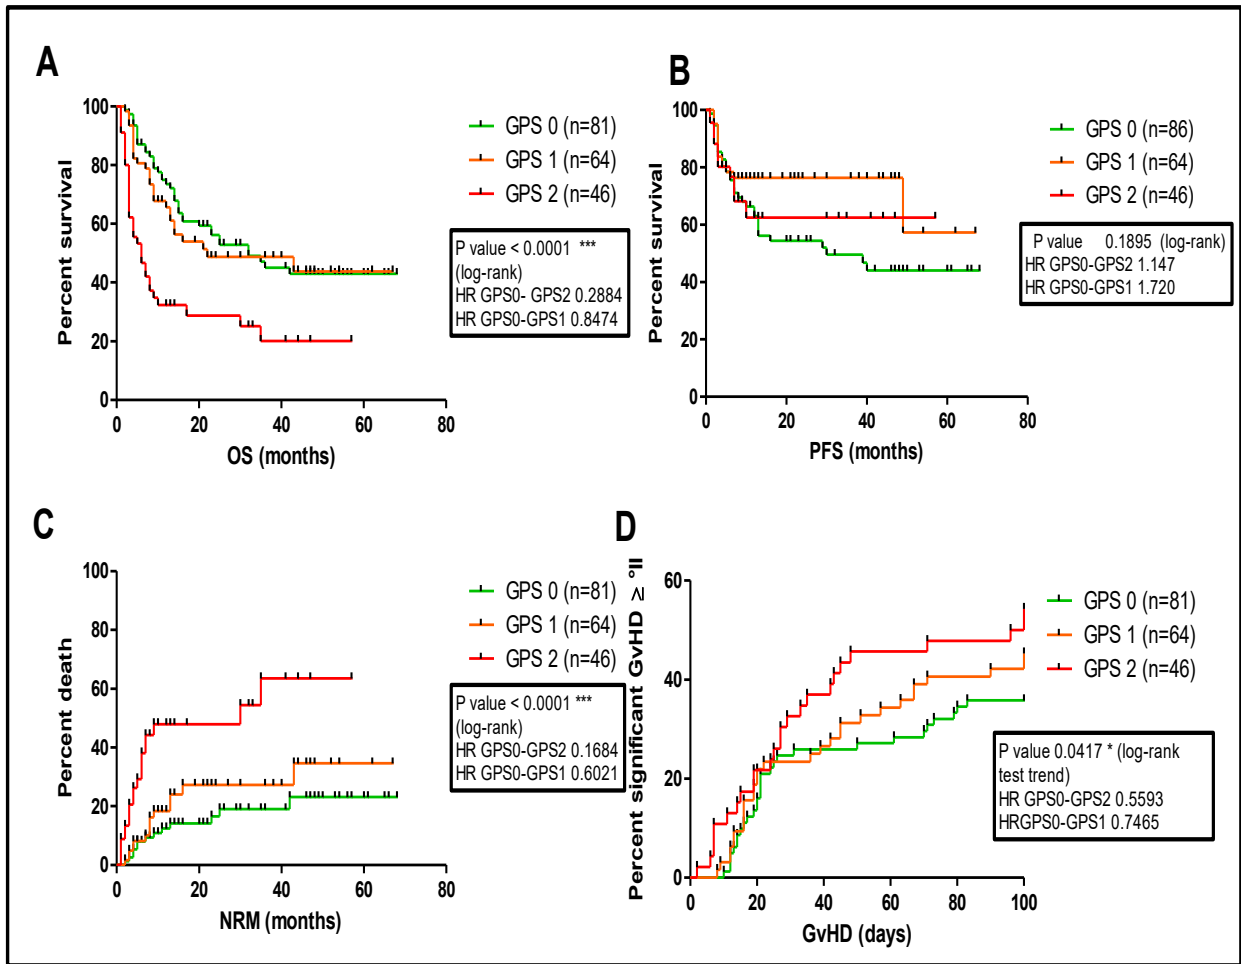 A
Percent survival
100
80
60
40
20
0
0 20 40 60 80
OS (months)
GPS 0 (n=81)
GPS 1 (n=64)
GPS 2 (n=46)
P value < 0.0001 ***
(log-rank)
HR GPS0- GPS2 0.2884
HR GPS0-GPS1 0.8474
B
Percent survival
100
80
60
40
20
0
0 20 40 60 80
PFS (months)
GPS 0 (n=86)
GPS 1 (n=64)
GPS 2 (n=46)
P value 0.1895 (log-rank)
HR GPS0-GPS2 1.147
HR GPS0-GPS1 1.720
C
Percent death
100
80
60
40
20
0
0 20 40 60 80
NRM (months)
GPS 0 (n=81)
GPS 1 (n=64)
GPS 2 (n=46)
P value < 0.0001 ***
(log-rank)
HR GPS0-GPS2 0.1684
HR GPS0-GPS1 0.6021
D
Percent significant GvHD ≥ °II
60
40
20
0
0 20 40 60 80 100
GvHD (days)
GPS 0 (n=81)
GPS 1 (n=64)
GPS 2 (n=46)
P value 0.0417 * (log-rank
test trend)
HR GPS0-GPS2 0.5593
HRGPS0-GPS1 0.7465